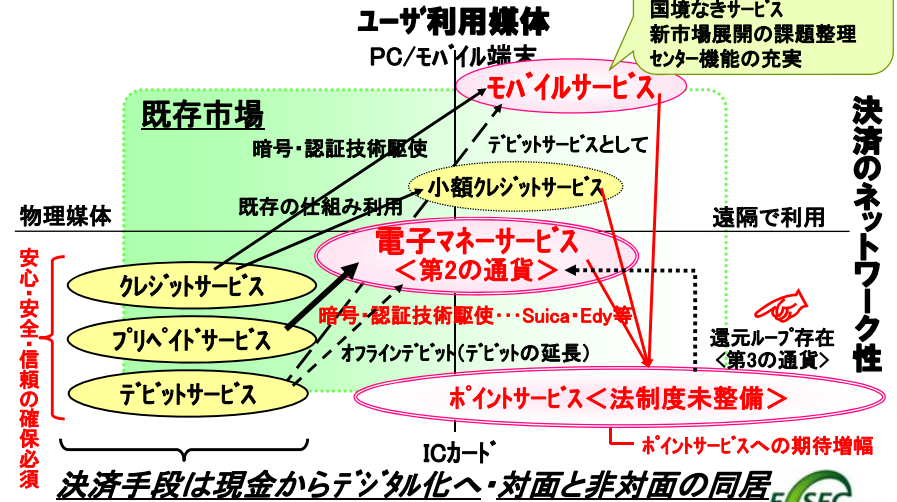 国境なきサービス
新市場展開の課題整理
センター機能の充実
ユーザ利用媒体
PC/モバイル端末
モバイルサービス
既存市場
暗号・認証技術駆使
デビットサービスとして
小額クレジットサービス
既存の仕組み利用
物理媒体
遠隔で利用
決済のネットワーク性
電子マネーサービス
<第2の通貨>
安心・安全・信頼の確保必須
クレジットサービス
プリペイドサービス
デビットサービス
暗号・認証技術駆使・・・Suica・Edy等
オフラインデビット(デビットの延長)
還元ループ存在
<第3の通貨>
ポイントサービス<法制度未整備>
ポイントサービスへの期待増幅
ICカード
決済手段は現金からデジタル化へ・対面と非対面の同居